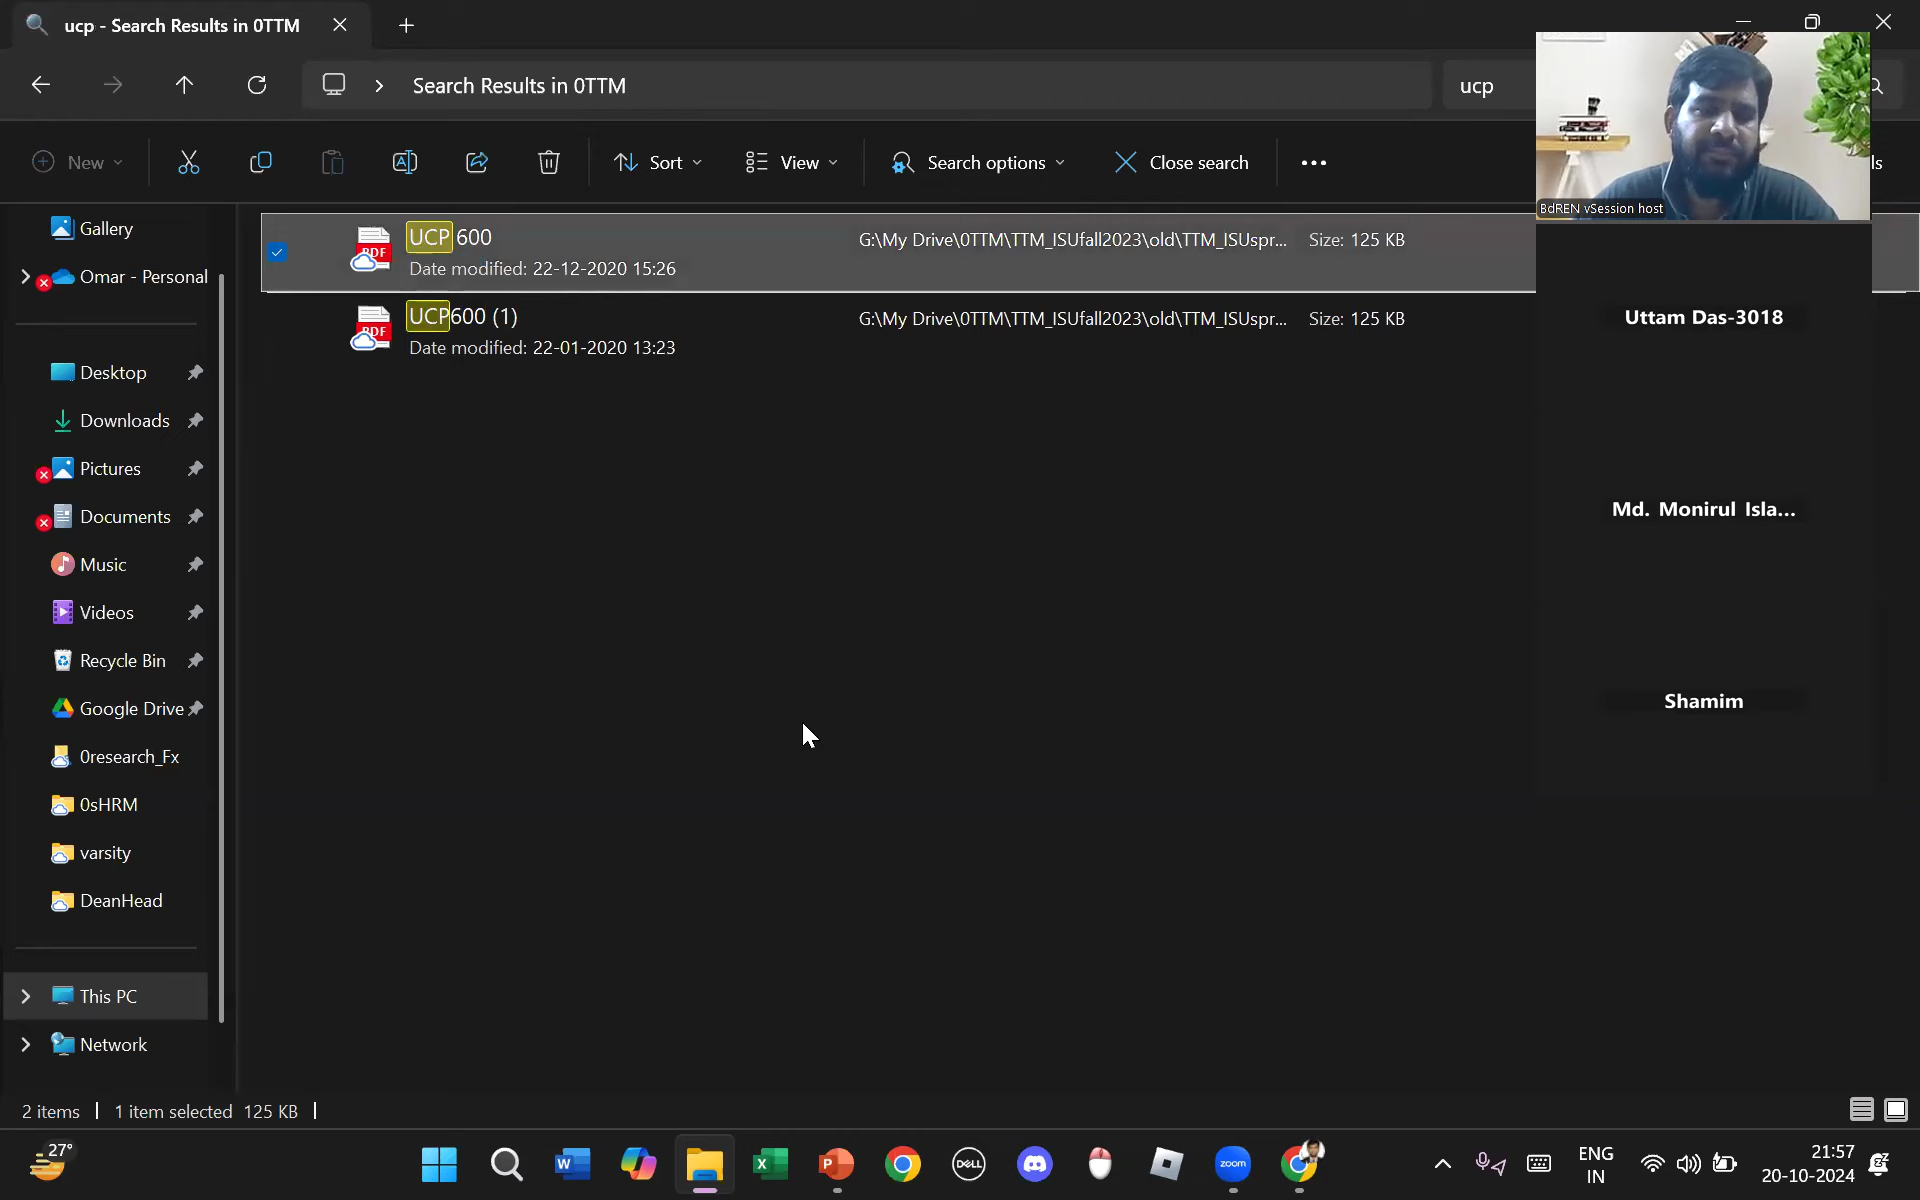 ucp - Search Results in 0TTM
Search Results in 0TTM
ucp
New
Sort
View
Search options
Close search
ls
BdREN vSession host
Gallery
Omar - Personal
Desktop
Downloads
Pictures
Documents
Music
Videos
Recycle Bin
Google Drive
0research_Fx
0sHRM
varsity
DeanHead
This PC
Network
UCP 600
G:\My Drive\0TTM\TTM_ISUfall2023\old\TTM_ISUspr...
Size: 125 KB
Date modified: 22-12-2020 15:26
UCP600 (1)
G:\My Drive\0TTM\TTM_ISUfall2023\old\TTM_ISUspr...
Size: 125 KB
Date modified: 22-01-2020 13:23
PDF
PDF
Uttam Das-3018
Md. Monirul Isla...
Shamim
2 items
1 item selected 125 KB
27°
W
X
P
DELL
zoom
ENG
IN
21:57
20-10-2024